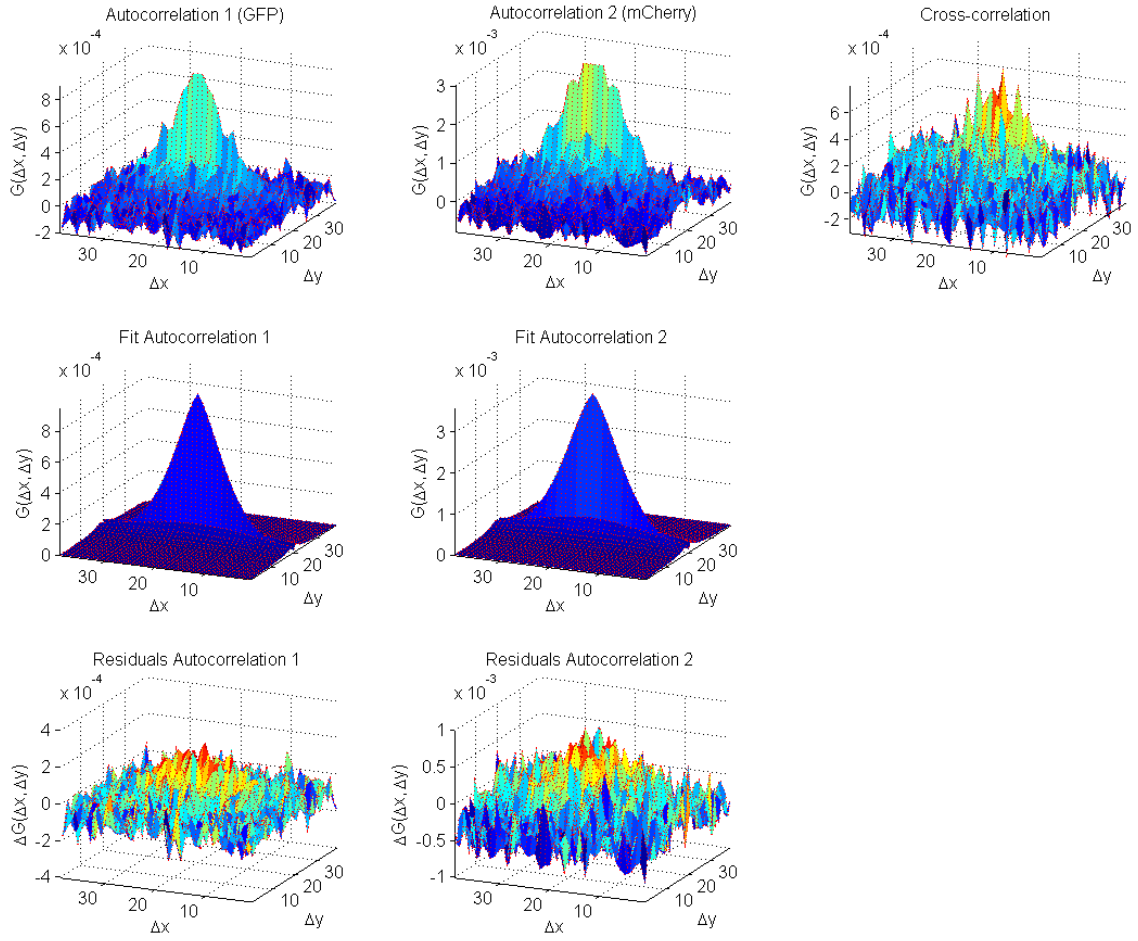 Autocorrelation 1 (GFP)
x 10^-4
8
6
4
2
0
-2
G(Δx, Δy)
30
20
10
Δx
10
20
30
Δy
Autocorrelation 2 (mCherry)
x 10^-3
3
2
1
0
G(Δx, Δy)
30
20
10
Δx
10
20
30
Δy
Cross-correlation
x 10^-4
6
4
2
0
-2
G(Δx, Δy)
30
20
10
Δx
10
20
30
Δy
Fit Autocorrelation 1
x 10^-4
8
6
4
2
0
G(Δx, Δy)
30
20
10
Δx
10
20
30
Δy
Fit Autocorrelation 2
x 10^-3
3
2
1
0
G(Δx, Δy)
30
20
10
Δx
10
20
30
Δy
Residuals Autocorrelation 1
x 10^-4
4
2
0
-2
-4
ΔG(Δx, Δy)
30
20
10
Δx
10
20
30
Δy
Residuals Autocorrelation 2
x 10^-3
1
0.5
0
-0.5
-1
ΔG(Δx, Δy)
30
20
10
Δx
10
20
30
Δy